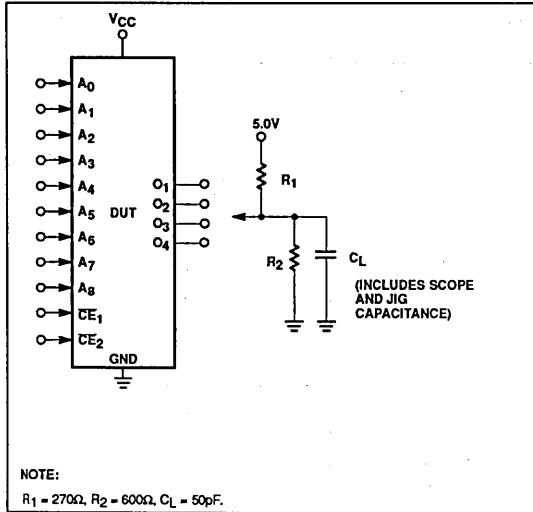 VCC
A0
A1
A2
A3
A4
A5
A6
A7
A8
CE1
CE2
DUT
O1
O2
O3
O4
GND
5.0V
R1
R2
CL
(INCLUDES SCOPE
AND JIG
CAPACITANCE)
NOTE:
R1 = 270Ω, R2 = 600Ω, CL = 50pF.